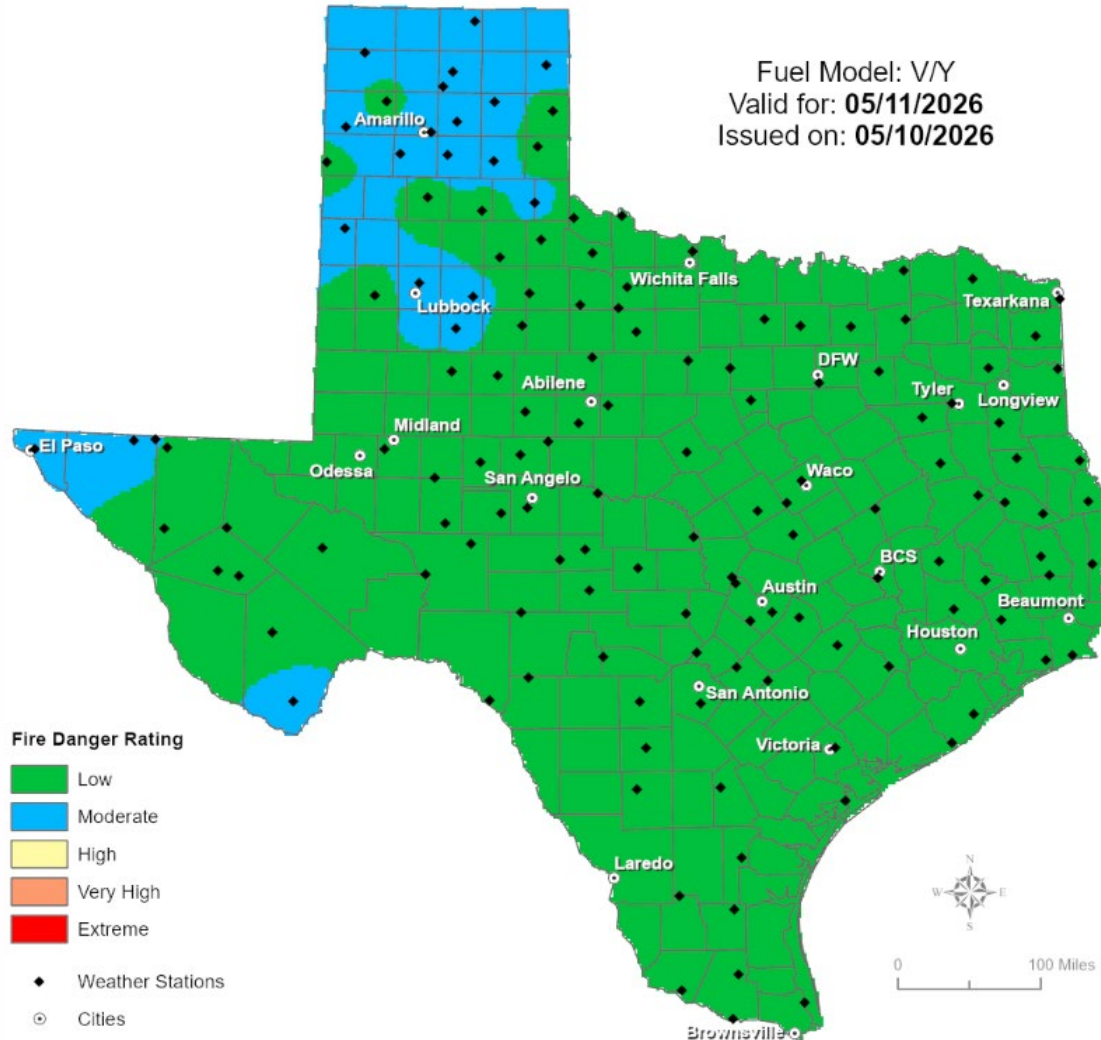 Fuel Model: V/Y
Valid for: 05/11/2026
Issued on: 05/10/2026
Amarillo
Wichita Falls
Lubbock
Texarkana
DFW
Abilene
Tyler
Longview
Midland
El Paso
Odessa
San Angelo
Waco
BCS
Austin
Beaumont
Houston
San Antonio
Victoria
Fire Danger Rating
Low
Moderate
High
Very High
Extreme
Weather Stations
Cities
Laredo
N
W E
S
0 100 Miles
Brownsville